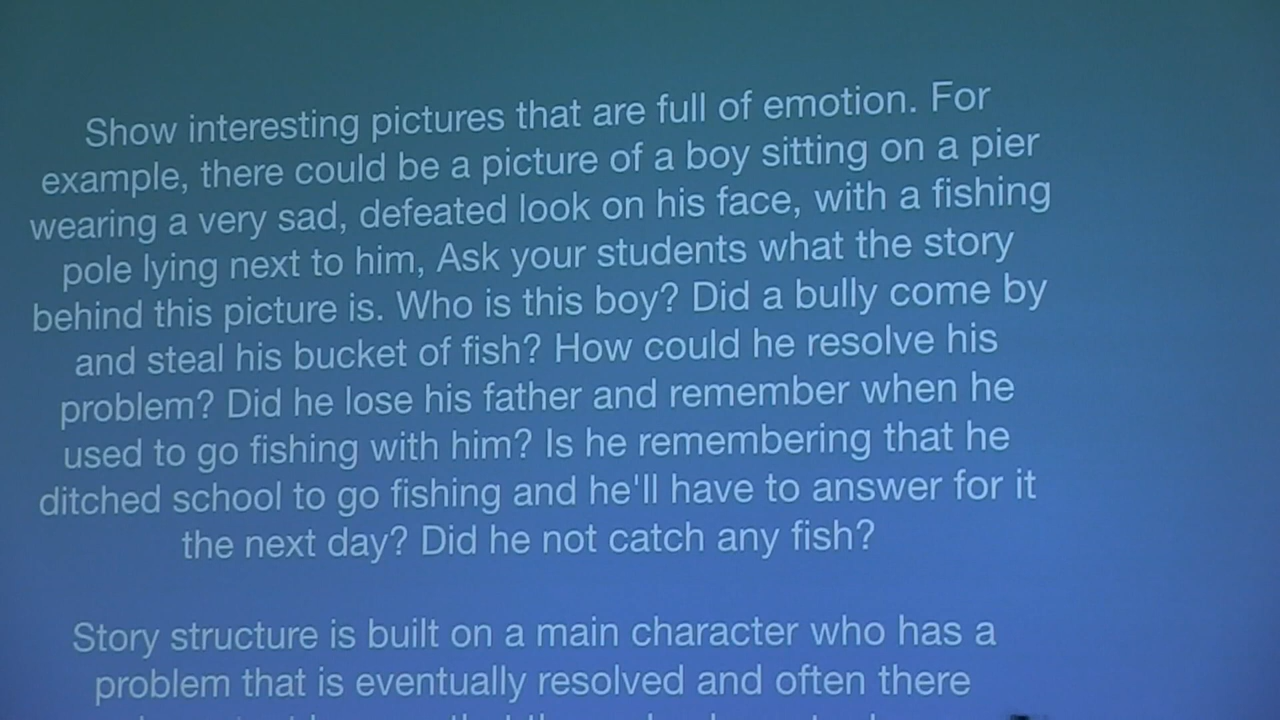 Show interesting pictures that are full of emotion. For
example, there could be a picture of a boy sitting on a pier
wearing a very sad, defeated look on his face, with a fishing
pole lying next to him, Ask your students what the story
behind this picture is. Who is this boy? Did a bully come by
and steal his bucket of fish? How could he resolve his
problem? Did he lose his father and remember when he
used to go fishing with him? Is he remembering that he
ditched school to go fishing and he'll have to answer for it
the next day? Did he not catch any fish?
Story structure is built on a main character who has a
problem that is eventually resolved and often there